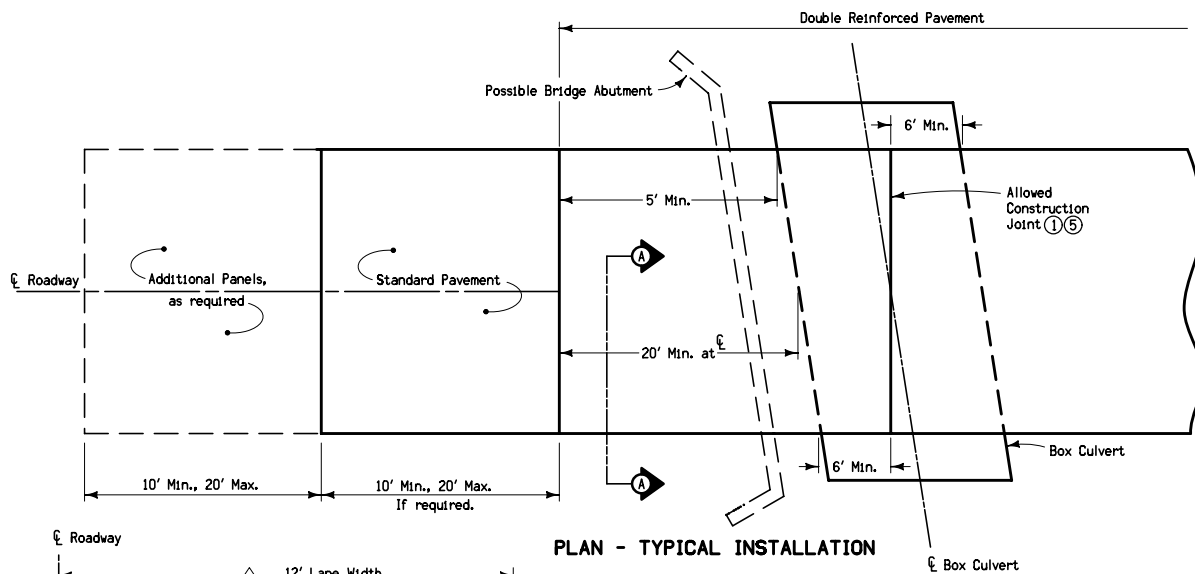 Double Reinforced Pavement
Possible Bridge Abutment
6' Min.
5' Min.
Allowed
Construction
Joint ① ⑤
℄ Roadway
Additional Panels,
as required
Standard Pavement
A
20' Min. at ℄
6' Min.
Box Culvert
A
10' Min., 20' Max.
10' Min., 20' Max.
If required.
℄ Roadway
PLAN - TYPICAL INSTALLATION
℄ Box Culvert
12' Lane Width